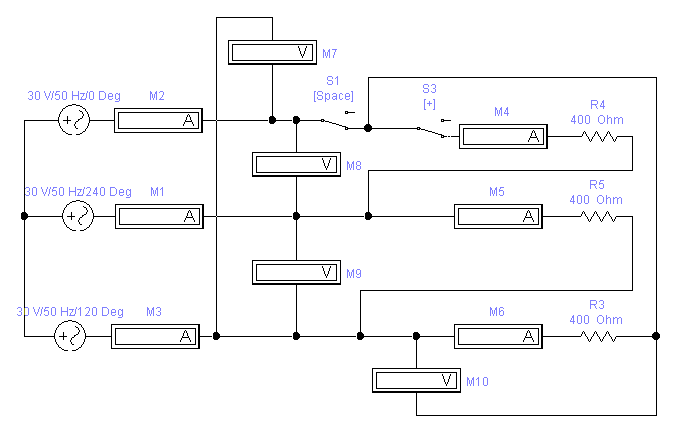 V M7
S1
[Space]
S3
[+]
30 V/50 Hz/0 Deg M2
A
M4
A
R4
400 Ohm
V M8
30 V/50 Hz/240 Deg M1
A
M5
A
R5
400 Ohm
V M9
30 V/50 Hz/120 Deg M3
A
M6
A
R3
400 Ohm
V M10